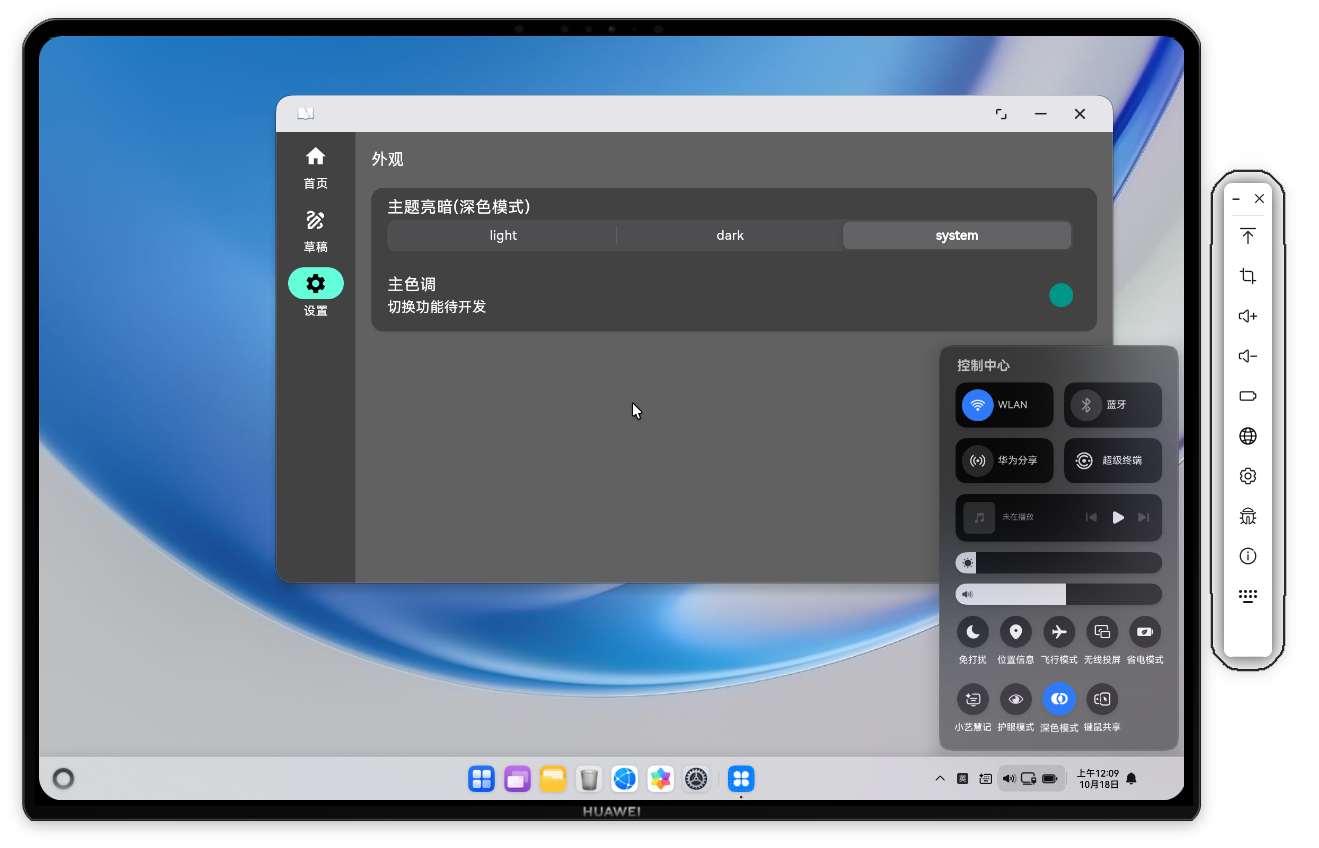 首页
草稿
设置
外观
主题亮暗(深色模式)
light
dark
system
主色调
切换功能待开发
控制中心
WLAN
蓝牙
华为分享
超级终端
未在播放
免打扰
位置信息
飞行模式
无线投屏
省电模式
小艺慧记
护眼模式
深色模式
键鼠共享
英
上午12:09
10月18日
HUAWEI